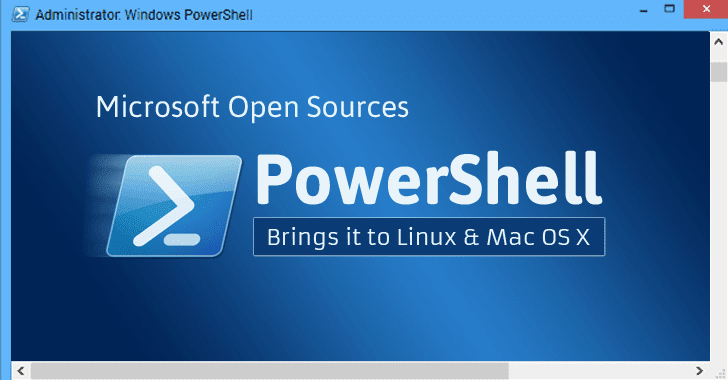 Administrator: Windows PowerShell
Microsoft Open Sources
PowerShell
Brings it to Linux & Mac OS X